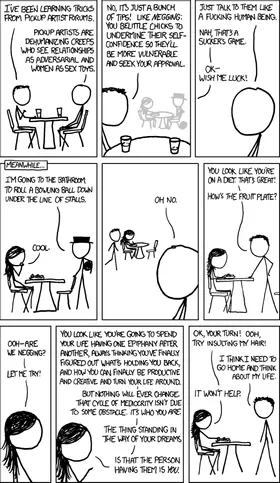 I'VE BEEN LEARNING TRICKS
FROM PICKUP ARTIST FORUMS.
PICKUP ARTISTS ARE
DEHUMANIZING CREEPS
WHO SEE RELATIONSHIPS
AS ADVERSARIAL AND
WOMEN AS SEX TOYS.
NO, IT'S JUST A BUNCH
OF TIPS! LIKE NEGGING:
YOU BELITTLE CHICKS TO
UNDERMINE THEIR SELF-
CONFIDENCE SO THEY'LL
BE MORE VULNERABLE
AND SEEK YOUR APPROVAL.
JUST TALK TO THEM LIKE
A FUCKING HUMAN BEING.
NAH, THAT'S A
SUCKER'S GAME.
OK—
WISH ME LUCK!
MEANWHILE...
I'M GOING TO THE BATHROOM
TO ROLL A BOWLING BALL DOWN
UNDER THE LINE OF STALLS.
COOL.
OH NO.
YOU LOOK LIKE YOU'RE
ON A DIET. THAT'S GREAT!
HOW'S THE FRUIT PLATE?
OOH—ARE
WE NEGGING?
LET ME TRY!
YOU LOOK LIKE YOU'RE GOING TO SPEND
YOUR LIFE HAVING ONE EPIPHANY AFTER
ANOTHER, ALWAYS THINKING YOU'VE FINALLY
FIGURED OUT WHAT'S HOLDING YOU BACK,
AND HOW YOU CAN FINALLY BE PRODUCTIVE
AND CREATIVE AND TURN YOUR LIFE AROUND.
BUT NOTHING WILL EVER CHANGE.
THAT CYCLE OF MEDIOCRITY ISN'T DUE
TO SOME OBSTACLE. IT'S WHO YOU ARE.
THE THING STANDING IN
THE WAY OF YOUR DREAMS
IS THAT THE PERSON
HAVING THEM IS YOU.
OK, YOUR TURN! OOH,
TRY INSULTING MY HAIR!
I THINK I NEED TO
GO HOME AND THINK
ABOUT MY LIFE.
IT WON'T HELP.